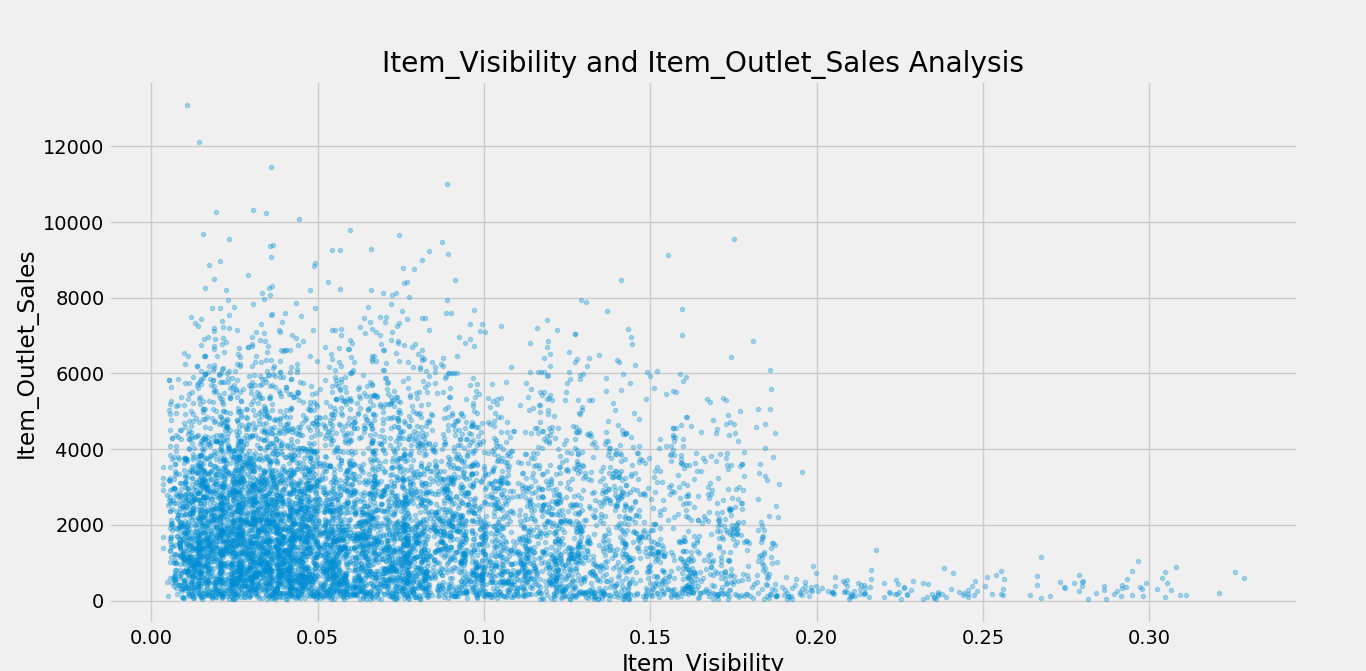 Item_Visibility and Item_Outlet_Sales Analysis
Item_Outlet_Sales
12000
10000
8000
6000
4000
2000
0
0.00 0.05 0.10 0.15 0.20 0.25 0.30
Item_Visibility